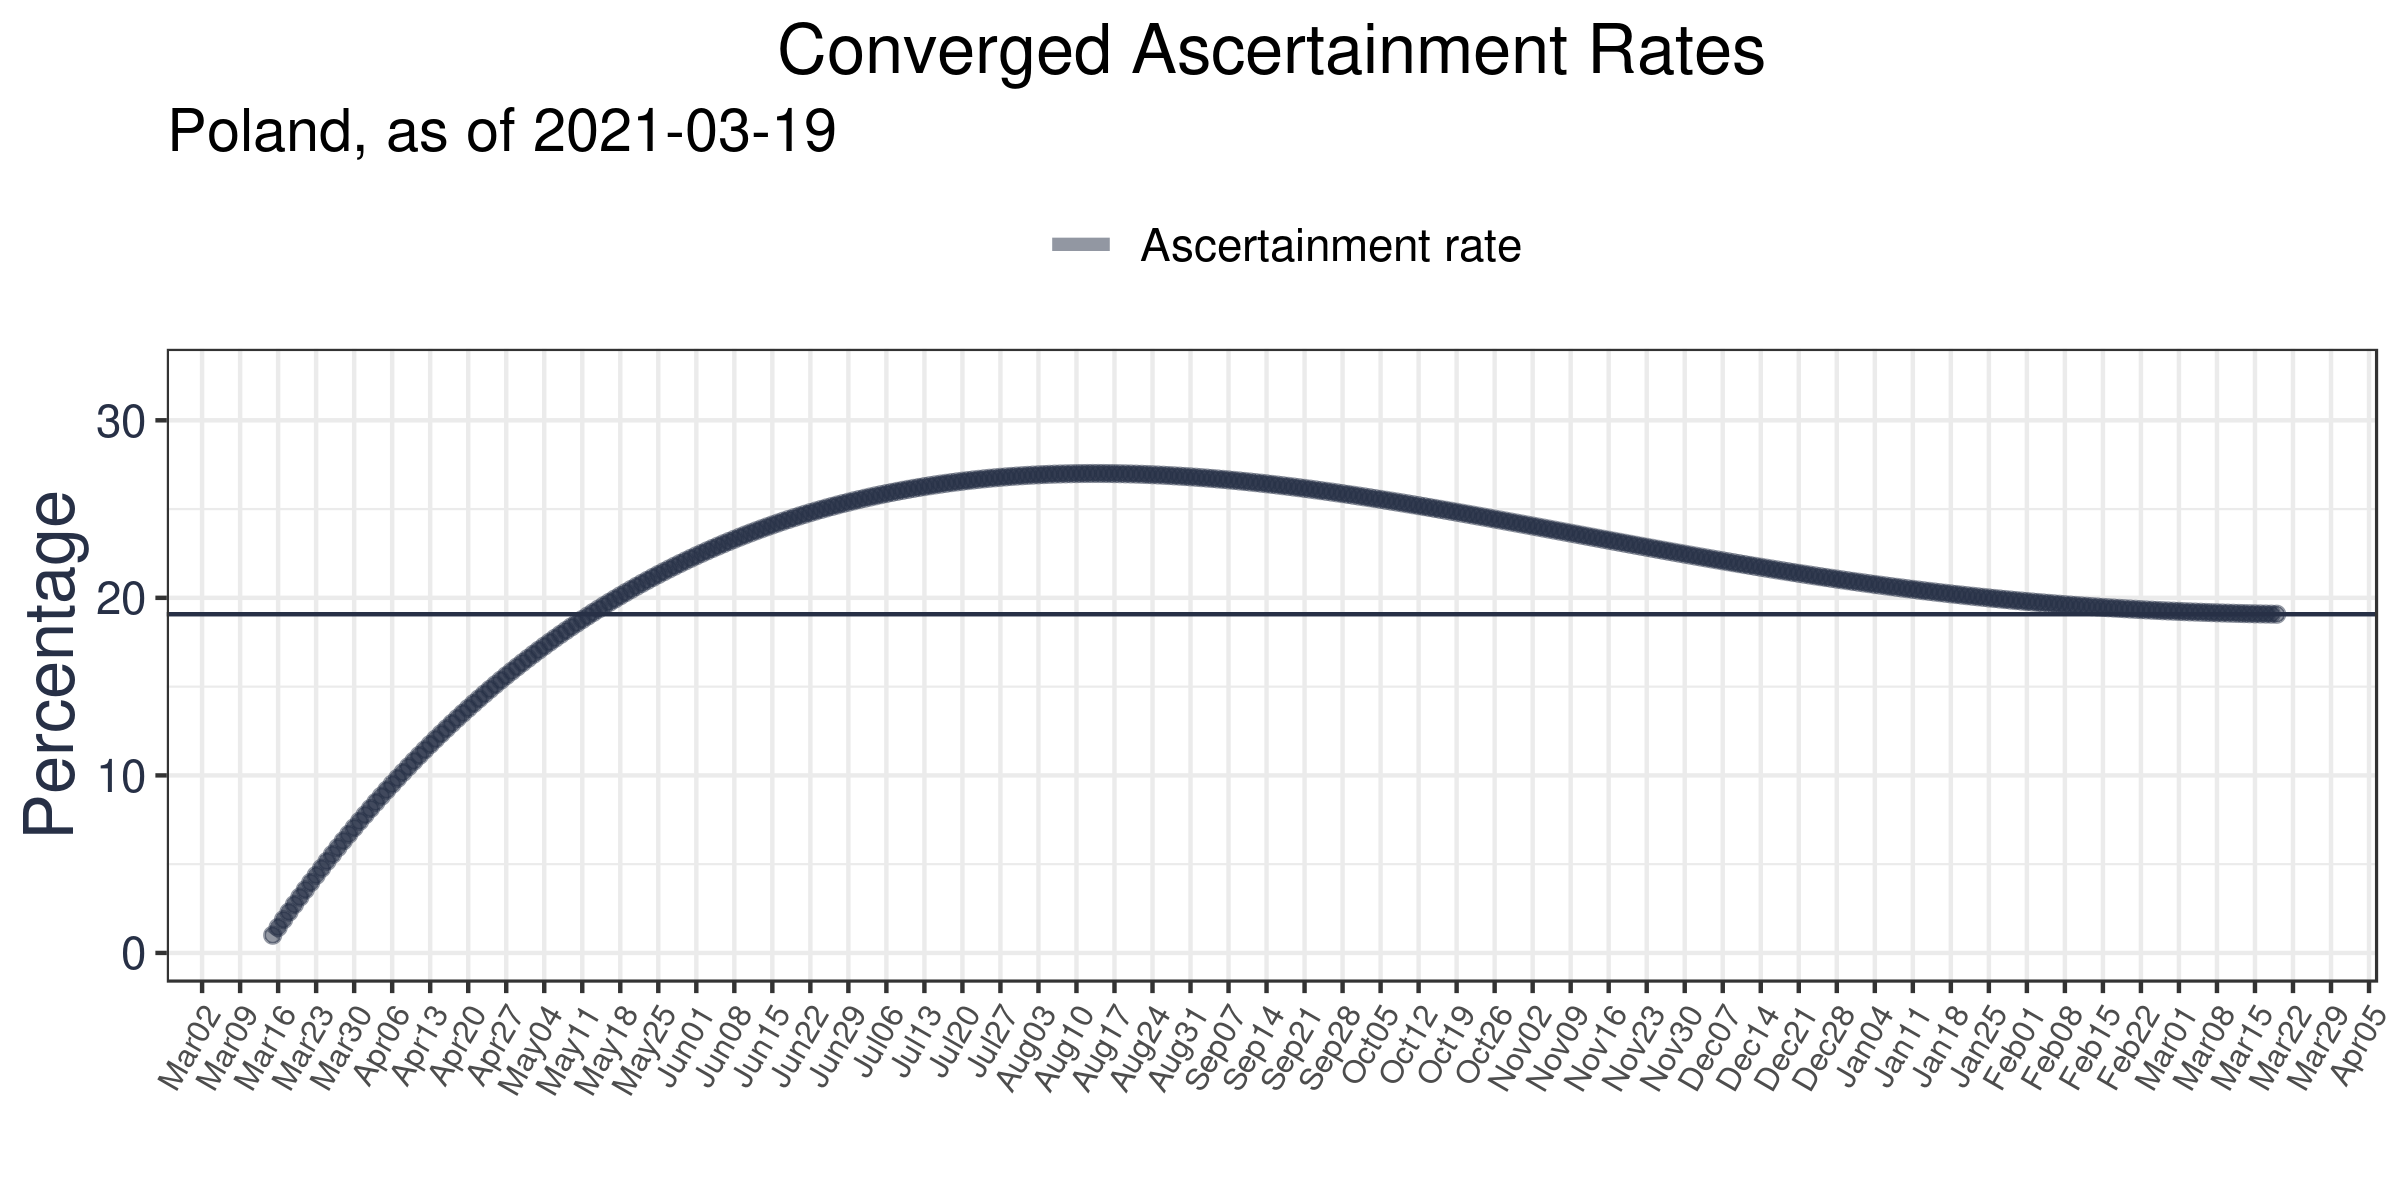 Converged Ascertainment Rates
Poland, as of 2021-03-19
Ascertainment rate
Percentage
30
20
10
0
Mar02
Mar09
Mar16
Mar23
Mar30
Apr06
Apr13
Apr20
Apr27
May04
May11
May18
May25
Jun01
Jun08
Jun15
Jun22
Jun29
Jul06
Jul13
Jul20
Jul27
Aug03
Aug10
Aug17
Aug24
Aug31
Sep07
Sep14
Sep21
Sep28
Oct05
Oct12
Oct19
Oct26
Nov02
Nov09
Nov16
Nov23
Nov30
Dec07
Dec14
Dec21
Dec28
Dec04
Jan11
Jan18
Jan25
Feb01
Feb08
Feb15
Feb22
Mar01
Mar08
Mar15
Mar22
Mar29
Apr05